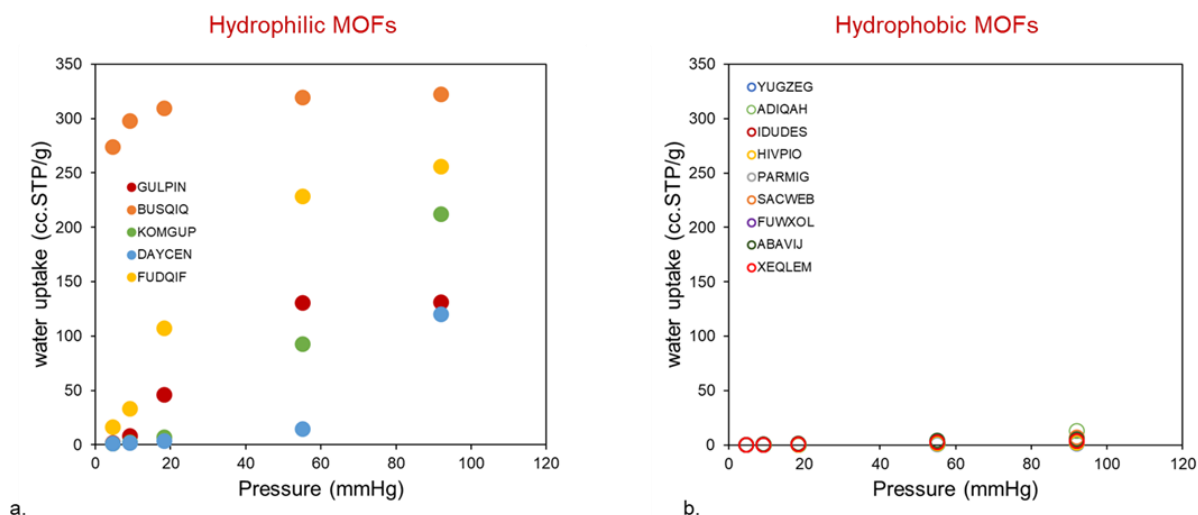 Hydrophilic MOFs
350
300
250
200
150
100
50
0
water uptake (cc.STP/g)
GULPIN
BUSQIQ
KOMGUP
DAYCEN
FUDQIF
0 20 40 60 80 100 120
Pressure (mmHg)
a.
Hydrophobic MOFs
350
300
250
200
150
100
50
0
water uptake (cc.STP/g)
YUGZEG
ADIQAH
IDUDES
HIVPIO
PARMIG
SACWEB
FUWXOL
ABAVIJ
XEQLEM
0 20 40 60 80 100 120
Pressure (mmHg)
b.